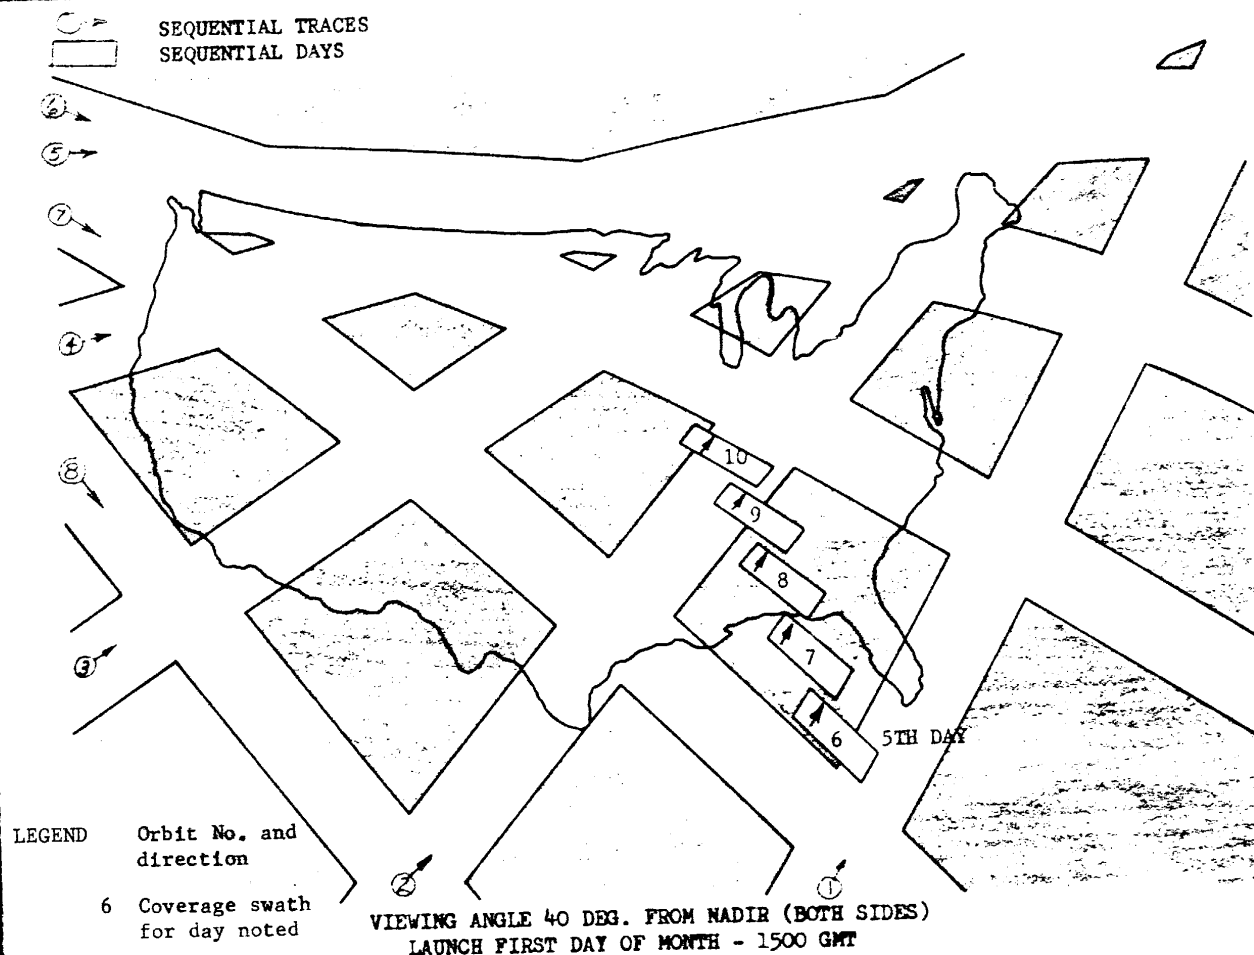 SEQUENTIAL TRACES
SEQUENTIAL DAYS
6
5
7
4
8
3
10
9
8
7
6 5TH DAY
LEGEND Orbit No. and
direction
6 Coverage swath
for day noted
2
1
VIEWING ANGLE 40 DEG. FROM NADIR (BOTH SIDES)
LAUNCH FIRST DAY OF MONTH - 1500 GMT